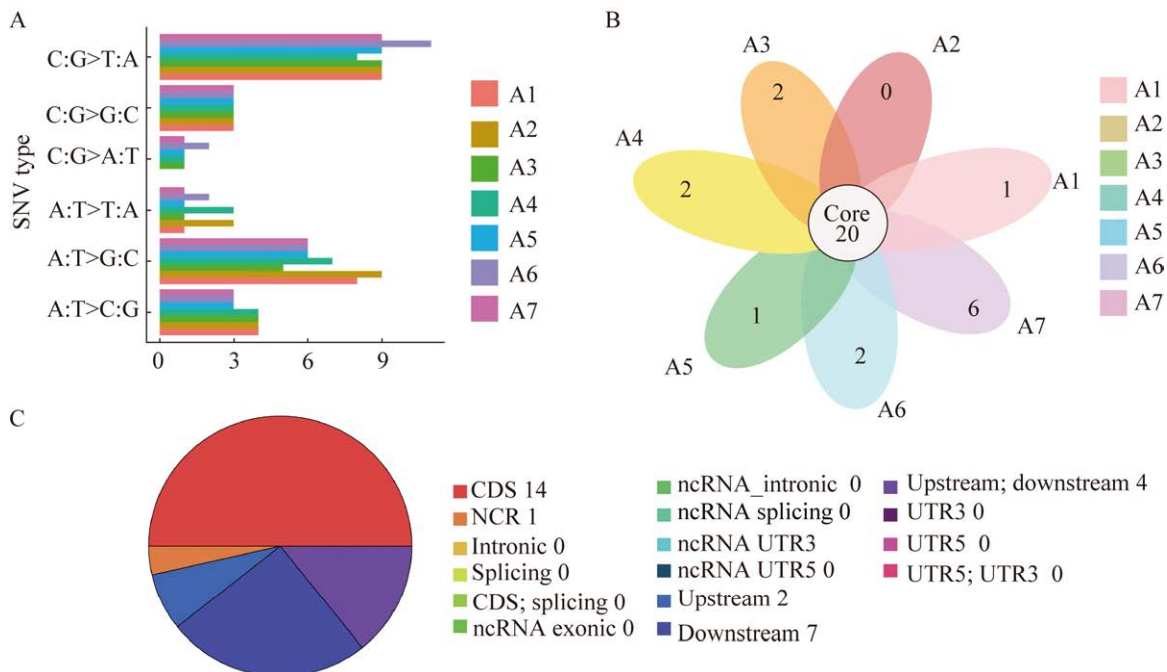 A
SNV type
C:G>T:A
C:G>G:C
C:G>A:T
A:T>T:A
A:T>G:C
A:T>C:G
0 3 6 9
A1
A2
A3
A4
A5
A6
A7
B
A3
A2
A4
A1
A5
A6
A7
2
0
2
1
1
2
6
Core
20
A1
A2
A3
A4
A5
A6
A7
C
CDS 14
NCR 1
Intronic 0
Splicing 0
CDS; splicing 0
ncRNA exonic 0
ncRNA_intronic 0
ncRNA splicing 0
ncRNA UTR3
ncRNA UTR5 0
Upstream 2
Downstream 7
Upstream; downstream 4
UTR3 0
UTR5 0
UTR5; UTR3 0